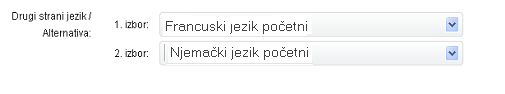 Drugi strani jezik /
Alternativa:
1. izbor: Francuski jezik početni
2. izbor: Njemački jezik početni